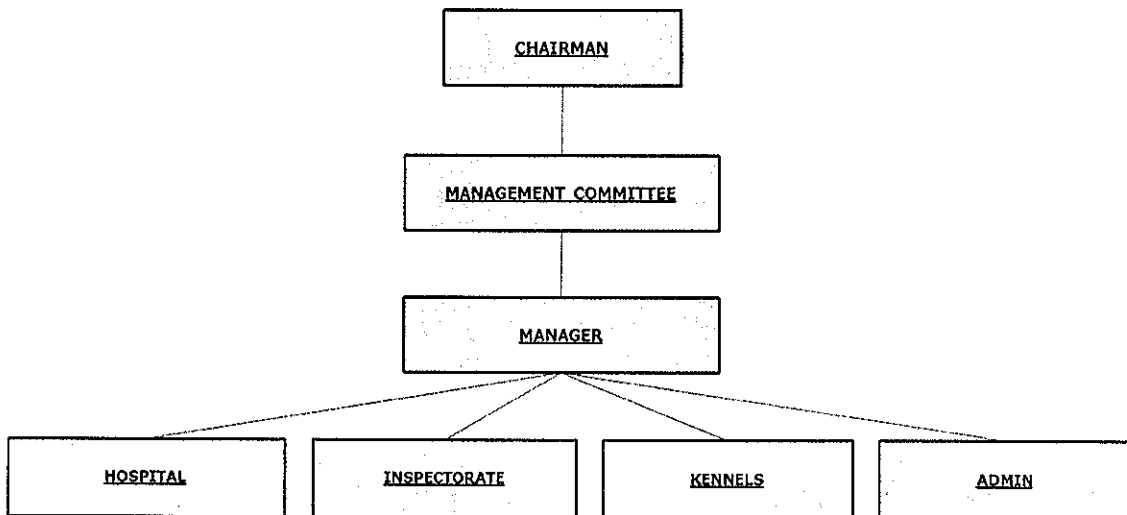 CHAIRMAN
MANAGEMENT COMMITTEE
MANAGER
HOSPITAL
INSPECTORATE
KENNELS
ADMIN